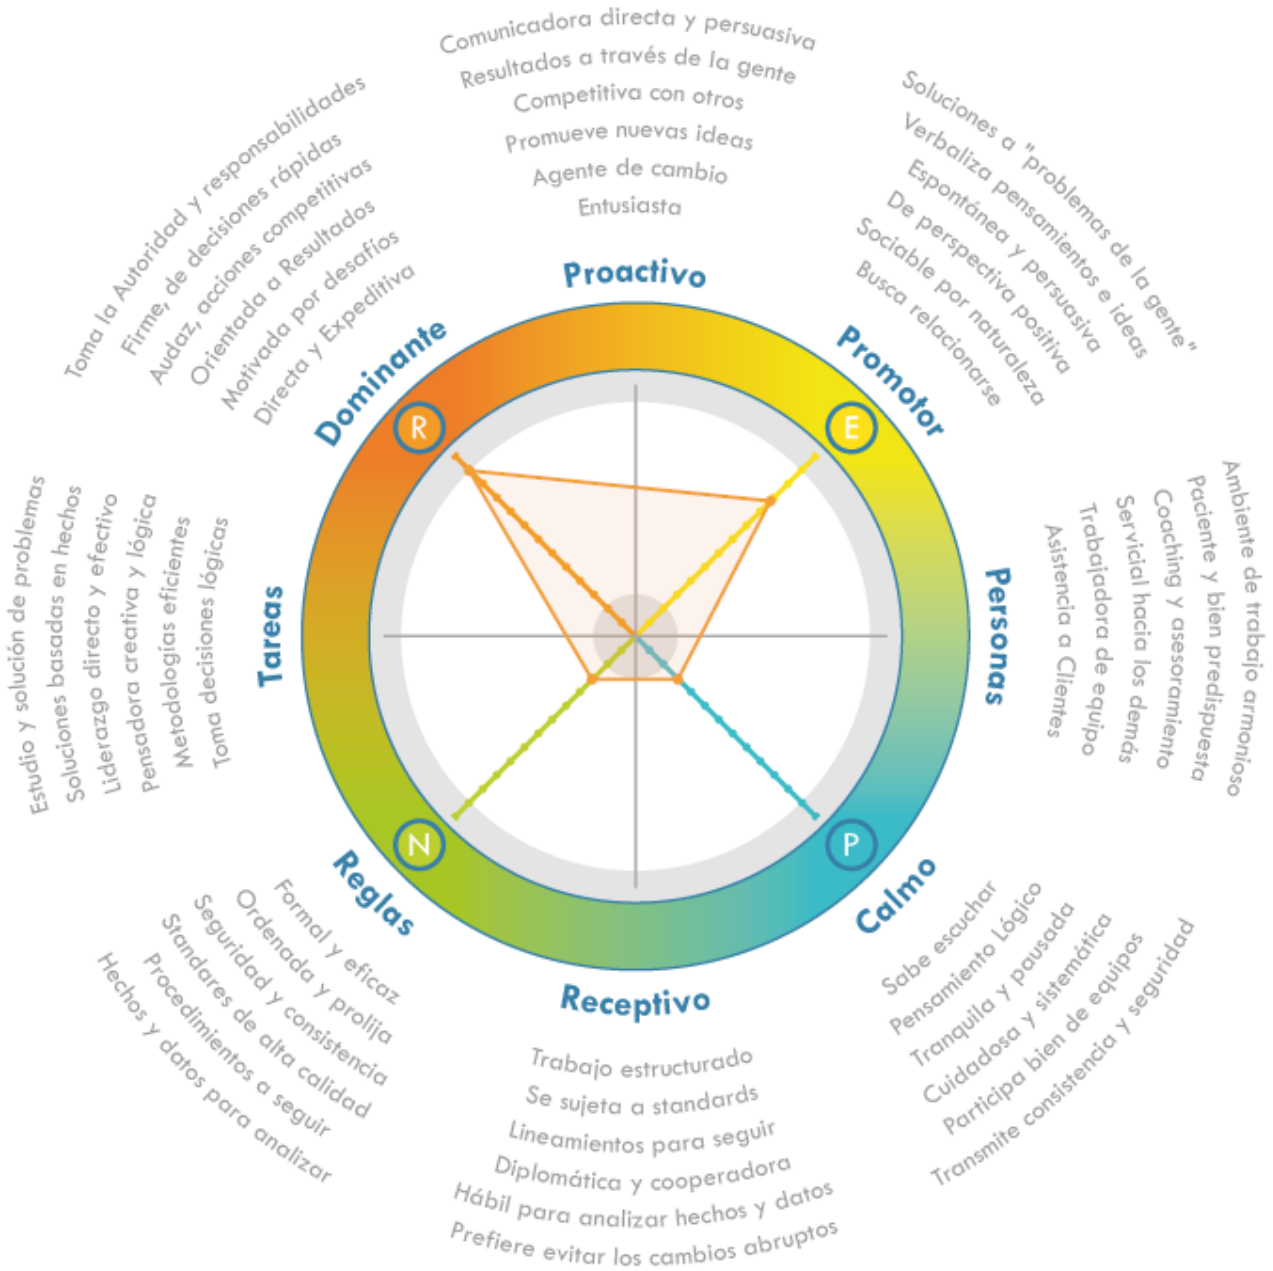 Comunicadora directa y persuasiva
Resultados a través de la gente
Competitiva con otros
Promueve nuevas ideas
Agente de cambio
Entusiasta
Proactivo
Soluciones a "problemas de la gente"
Verbaliza pensamientos e ideas
Espontánea y persuasiva
De perspectiva positiva
Sociable por naturaleza
Busca relacionarse
Promotor
E
Ambiente de trabajo armonioso
Paciente y bien predispuesta
Coaching y asesoramiento
Servicial hacia los demás
Trabajadora de equipo
Asistencia a Clientes
Personas
P
Calmo
Sabe escuchar
Pensamiento Lógico
Tranquila y pausada
Cuidadosa y sistemática
Participa bien de equipos
Transmite consistencia y seguridad
Receptivo
Trabajo estructurado
Se sujeta a standards
Lineamientos para seguir
Diplomática y cooperadora
Hábil para analizar hechos y datos
Prefiere evitar los cambios abruptos
N
Reglas
Formal y eficaz
Ordenada y prolija
Seguridad y consistencia
Standares de alta calidad
Procedimientos a seguir
Hechos y datos para analizar
Tareas
Estudio y solución de problemas
Soluciones basadas en hechos
Liderazgo directo y efectivo
Pensadora creativa y lógica
Metodologías eficientes
Toma decisiones lógicas
Toma la Autoridad y responsabilidades
Firme, de decisiones rápidas
Audaz, acciones competitivas
Orientada a Resultados
Motivada por desafíos
Directa y Expeditiva
Dominante
R